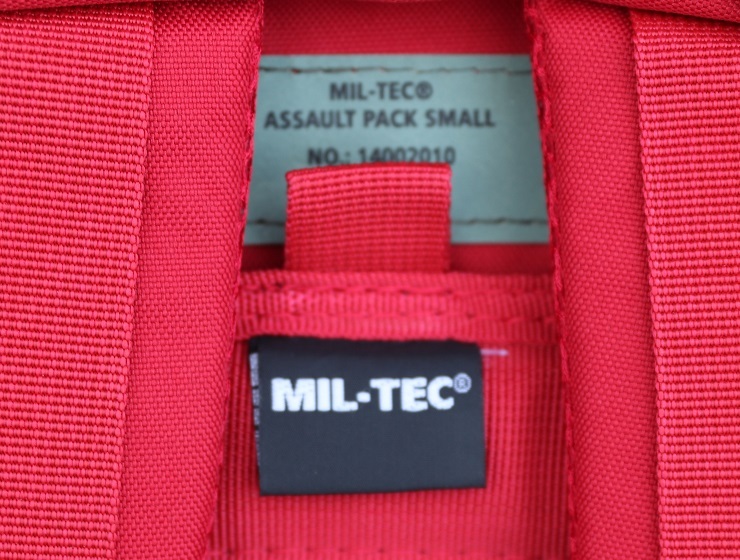 MIL-TEC®
ASSAULT PACK SMALL
NO.: 14002010
MIL-TEC®